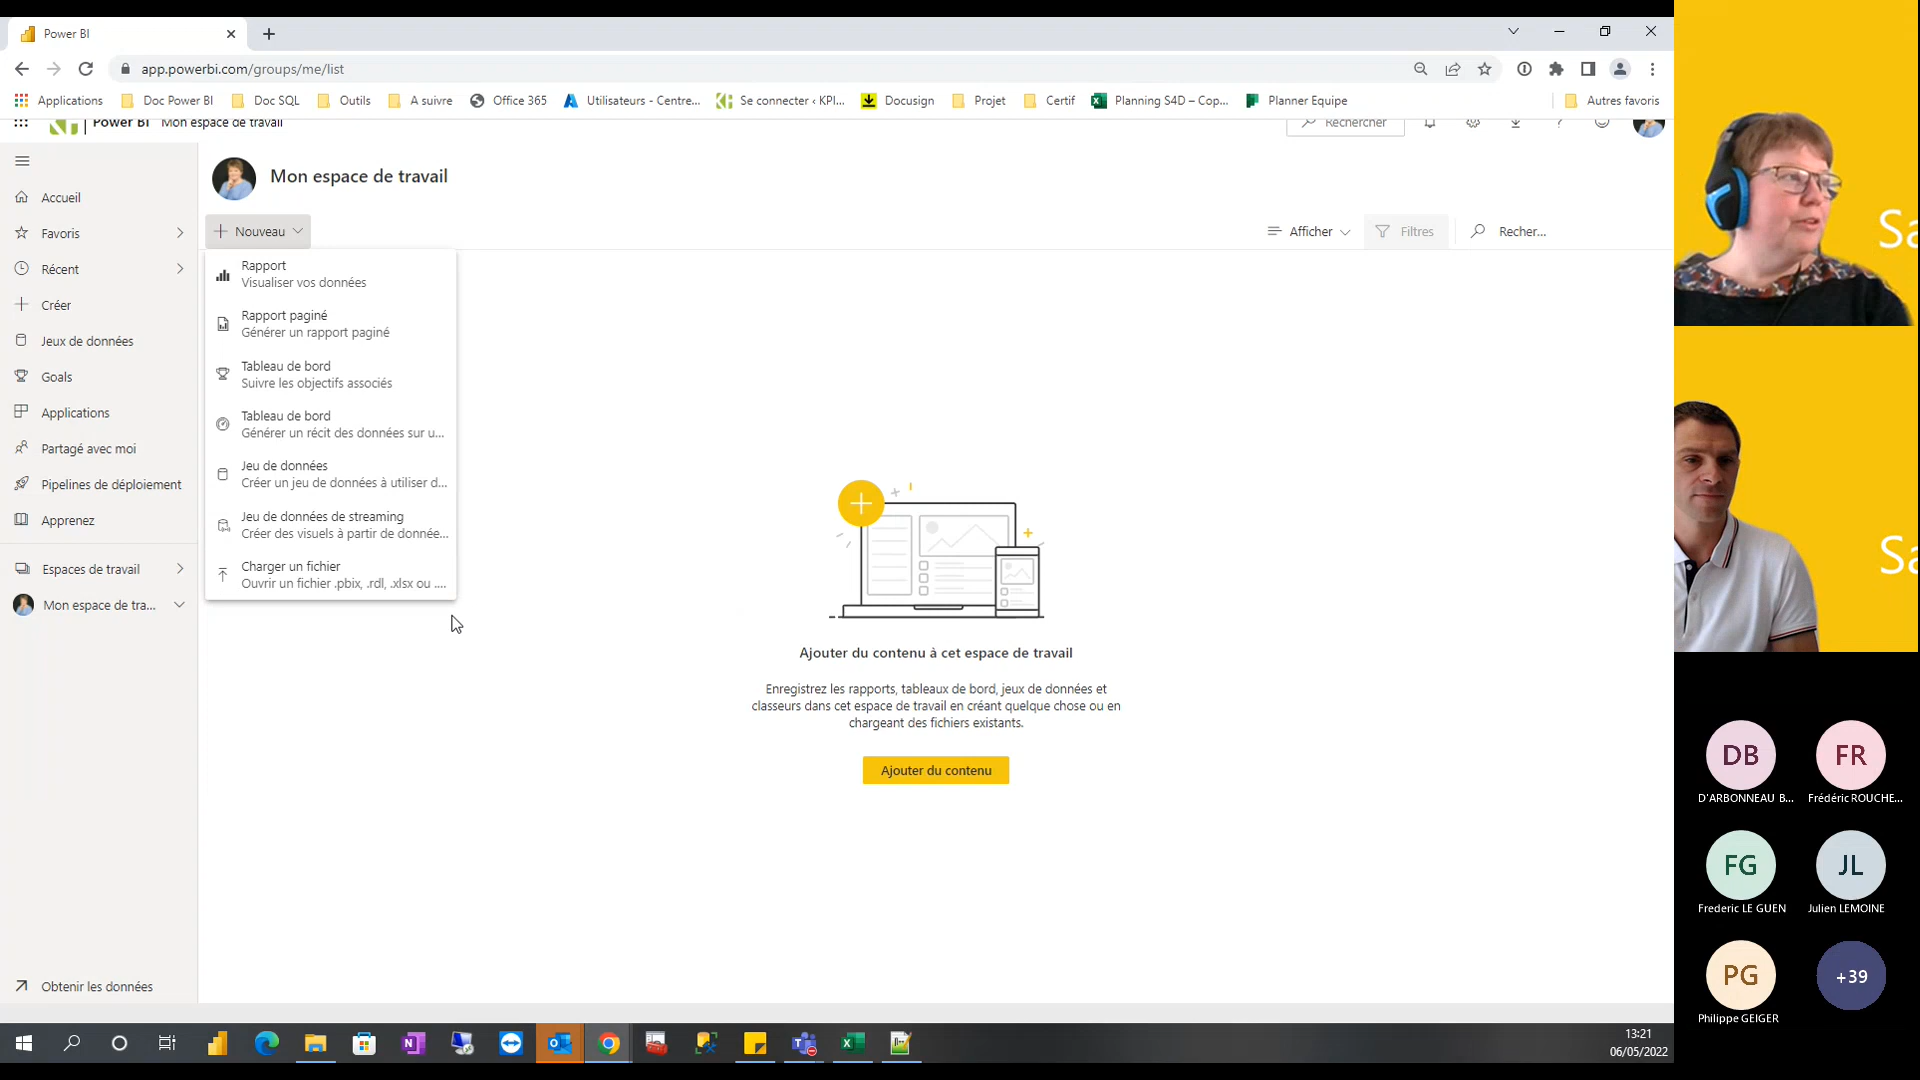 Power BI
app.powerbi.com/groups/me/list
Applications
Doc Power BI
Doc SQL
Outils
A suivre
Office 365
Utilisateurs - Centre...
Se connecter ‹ KPI...
Docusign
Projet
Certif
Planning S4D – Cop...
Planner Equipe
Autres favoris
Power BI
Mon espace de travail
Rechercher
Mon espace de travail
Accueil
Favoris
Récent
Créer
Jeux de données
Goals
Applications
Partagé avec moi
Pipelines de déploiement
Apprenez
Espaces de travail
Mon espace de tra...
Obtenir les données
Nouveau
Afficher
Filtres
Recher...
Rapport
Visualiser vos données
Rapport paginé
Générer un rapport paginé
Tableau de bord
Suivre les objectifs associés
Tableau de bord
Générer un récit des données sur u...
Jeu de données
Créer un jeu de données à utiliser d...
Jeu de données de streaming
Créer des visuels à partir de donnée...
Charger un fichier
Ouvrir un fichier .pbix, .rdl, .xlsx ou ....
Ajouter du contenu à cet espace de travail
Enregistrez les rapports, tableaux de bord, jeux de données et
classeurs dans cet espace de travail en créant quelque chose ou en
chargeant des fichiers existants.
Ajouter du contenu
Sa
Sa
DB
D'ARBONNEAU B...
FR
Frédéric ROUCHE...
FG
Frederic LE GUEN
JL
Julien LEMOINE
PG
Philippe GEIGER
+39
13:21
06/05/2022